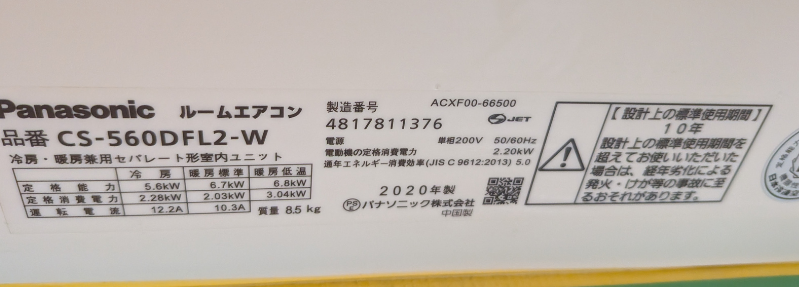 Panasonic ルームエアコン
品番 CS-560DFL2-W
冷房・暖房兼用セパレート形室内ユニット
冷 房 暖房標準 暖房低温
定 格 能 力 5.6kW 6.7kW 6.8kW
定格消費電力 2.28kW 2.03kW 3.04kW
運 転 電 流 12.2A 10.3A
質量 8.5 kg
製造番号 ACXF00-66500
4817811376 JET
電源 単相200V 50/60Hz
電動機の定格消費電力 2.20kW
通年エネルギー消費効率(JIS C 9612:2013) 5.0
2020年製
PSE パナソニック株式会社
中国製
【 設計上の標準使用期間 】
10年
設計上の標準使用期間を
超えてお使いいただいた
場合は、経年劣化による
発火・けが等の事故に至
るおそれがあります。